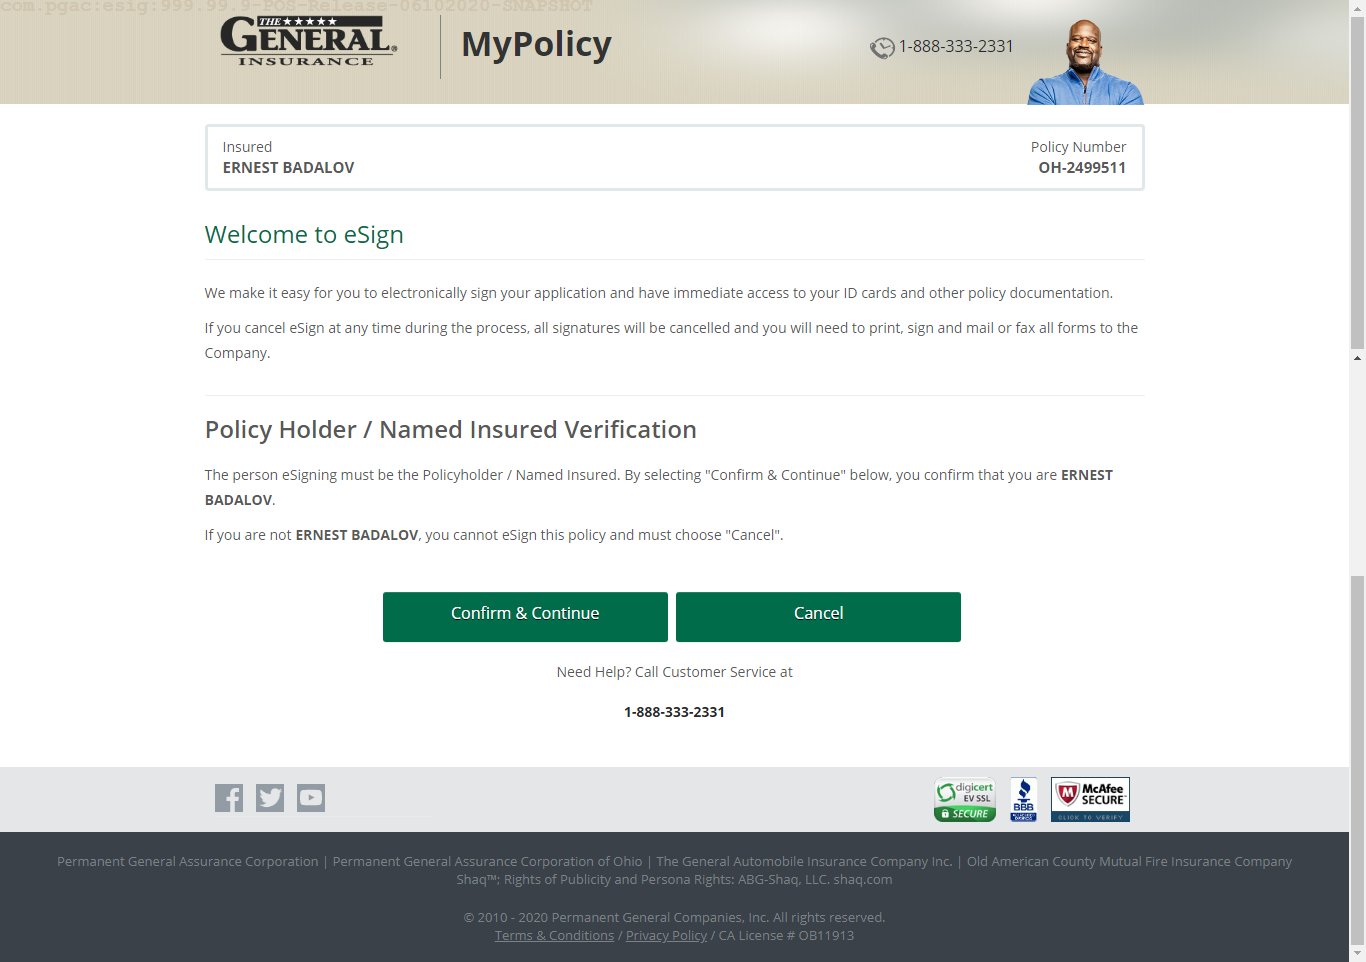 com.pgac:esig:999.99.9-POS-Release-06102020-SNAPSHOT
THE
GENERAL®
INSURANCE
MyPolicy
1-888-333-2331
Insured
Policy Number
ERNEST BADALOV
OH-2499511
Welcome to eSign
We make it easy for you to electronically sign your application and have immediate access to your ID cards and other policy documentation.
If you cancel eSign at any time during the process, all signatures will be cancelled and you will need to print, sign and mail or fax all forms to the
Company.
Policy Holder / Named Insured Verification
The person eSigning must be the Policyholder / Named Insured. By selecting "Confirm & Continue" below, you confirm that you are ERNEST
BADALOV.
If you are not ERNEST BADALOV, you cannot eSign this policy and must choose "Cancel".
Confirm & Continue
Cancel
Need Help? Call Customer Service at
1-888-333-2331
digicert
EV SSL
SECURE
BBB
McAfee
SECURE™
CLICK TO VERIFY
Permanent General Assurance Corporation | Permanent General Assurance Corporation of Ohio | The General Automobile Insurance Company Inc. | Old American County Mutual Fire Insurance Company
Shaq™; Rights of Publicity and Persona Rights: ABG-Shaq, LLC. shaq.com
© 2010 - 2020 Permanent General Companies, Inc. All rights reserved.
Terms & Conditions / Privacy Policy / CA License # OB11913